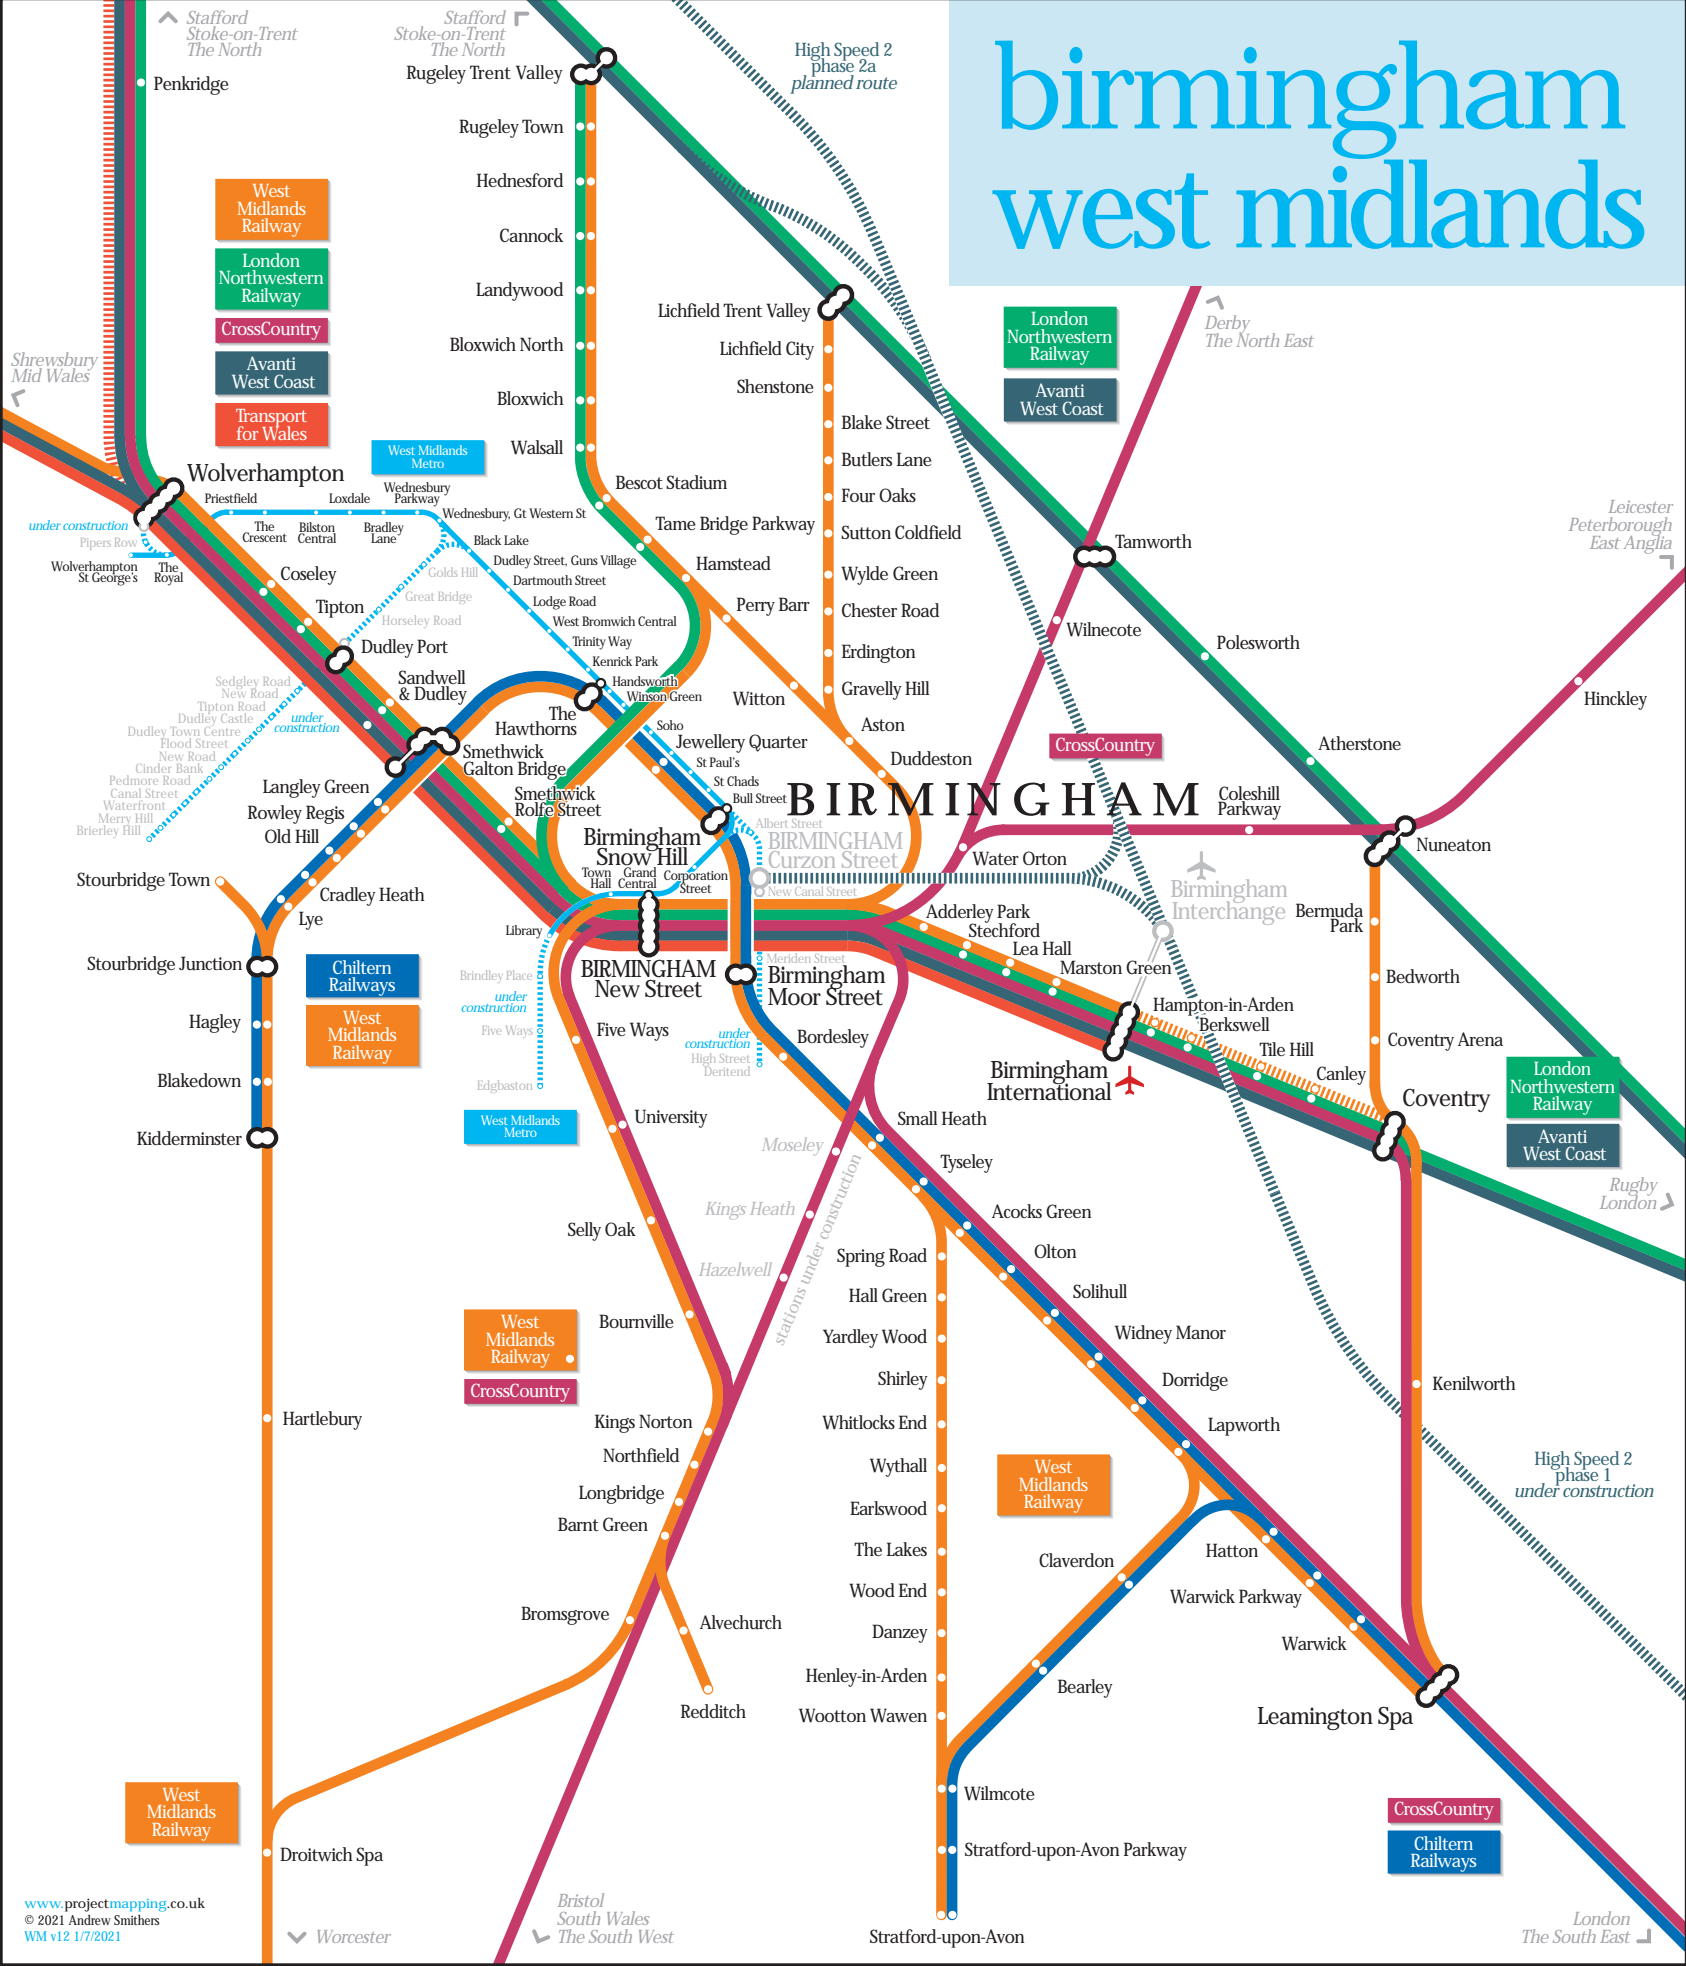 birmingham
west midlands
Stafford
Stoke-on-Trent
The North
Stafford
Stoke-on-Trent
The North
High Speed 2
phase 2a
planned route
Penkridge
Rugeley Trent Valley
Rugeley Town
Hednesford
Cannock
Landywood
Bloxwich North
Bloxwich
Walsall
West
Midlands
Railway
London
Northwestern
Railway
CrossCountry
Avanti
West Coast
Transport
for Wales
Shrewsbury
Mid Wales
West Midlands
Metro
Lichfield Trent Valley
Lichfield City
Shenstone
Blake Street
Butlers Lane
Four Oaks
Sutton Coldfield
Wylde Green
Chester Road
Erdington
Gravelly Hill
Aston
Duddeston
London
Northwestern
Railway
Avanti
West Coast
Derby
The North East
Leicester
Peterborough
East Anglia
Wolverhampton
Priestfield
The
Crescent
Bilston
Central
Loxdale
Bradley
Lane
Wednesbury
Parkway
Wednesbury, Gt Western St
Black Lake
Dudley Street, Guns Village
Dartmouth Street
Lodge Road
West Bromwich Central
Trinity Way
Kenrick Park
Handsworth
Winson Green
Soho
Jewellery Quarter
St Paul's
St Chads
Bull Street
under construction
Pipers Row
Wolverhampton
St George's
The
Royal
Golds Hill
Great Bridge
Horseley Road
Bescot Stadium
Tame Bridge Parkway
Hamstead
Perry Barr
Witton
Coseley
Tipton
Dudley Port
Sandwell
& Dudley
The
Hawthorns
Smethwick
Galton Bridge
Smethwick
Rolfe Street
Sedgley Road
New Road
Tipton Road
Dudley Castle
Dudley Town Centre
Flood Street
New Road
Cinder Bank
Pedmore Road
Canal Street
Waterfront
Merry Hill
Brierley Hill
under
construction
Langley Green
Rowley Regis
Old Hill
Cradley Heath
Lye
Stourbridge Town
Stourbridge Junction
Hagley
Blakedown
Kidderminster
Hartlebury
Droitwich Spa
Chiltern
Railways
West
Midlands
Railway
BIRMINGHAM
Birmingham
Snow Hill
Albert Street
BIRMINGHAM
Curzon Street
New Canal Street
Town
Hall
Grand
Central
Corporation
Street
Library
Brindley Place
under
construction
Five Ways
Edgbaston
West Midlands
Metro
BIRMINGHAM
New Street
Meriden Street
Birmingham
Moor Street
under
construction
High Street
Deritend
Bordesley
Five Ways
University
Selly Oak
Bournville
Kings Norton
Northfield
Longbridge
Barnt Green
Bromsgrove
Alvechurch
Redditch
Moseley
Kings Heath
Hazelwell
stations under construction
West
Midlands
Railway
CrossCountry
Tamworth
Wilnecote
Polesworth
Atherstone
Hinckley
CrossCountry
Coleshill
Parkway
Water Orton
Nuneaton
Birmingham
Interchange
Bermuda
Park
Bedworth
Coventry Arena
Adderley Park
Stechford
Lea Hall
Marston Green
Hampton-in-Arden
Berkswell
Tile Hill
Canley
Birmingham
International
Coventry
London
Northwestern
Railway
Avanti
West Coast
Rugby
London
Small Heath
Tyseley
Acocks Green
Olton
Solihull
Widney Manor
Dorridge
Lapworth
Spring Road
Hall Green
Yardley Wood
Shirley
Whitlocks End
Wythall
Earlswood
The Lakes
Wood End
Danzey
Henley-in-Arden
Wootton Wawen
Wilmcote
Stratford-upon-Avon Parkway
Stratford-upon-Avon
West
Midlands
Railway
Claverdon
Bearley
Hatton
Warwick Parkway
Warwick
Leamington Spa
Kenilworth
High Speed 2
phase 1
under construction
CrossCountry
Chiltern
Railways
London
The South East
West
Midlands
Railway
Worcester
Bristol
South Wales
The South West
www.projectmapping.co.uk
© 2021 Andrew Smithers
WM v12 1/7/2021